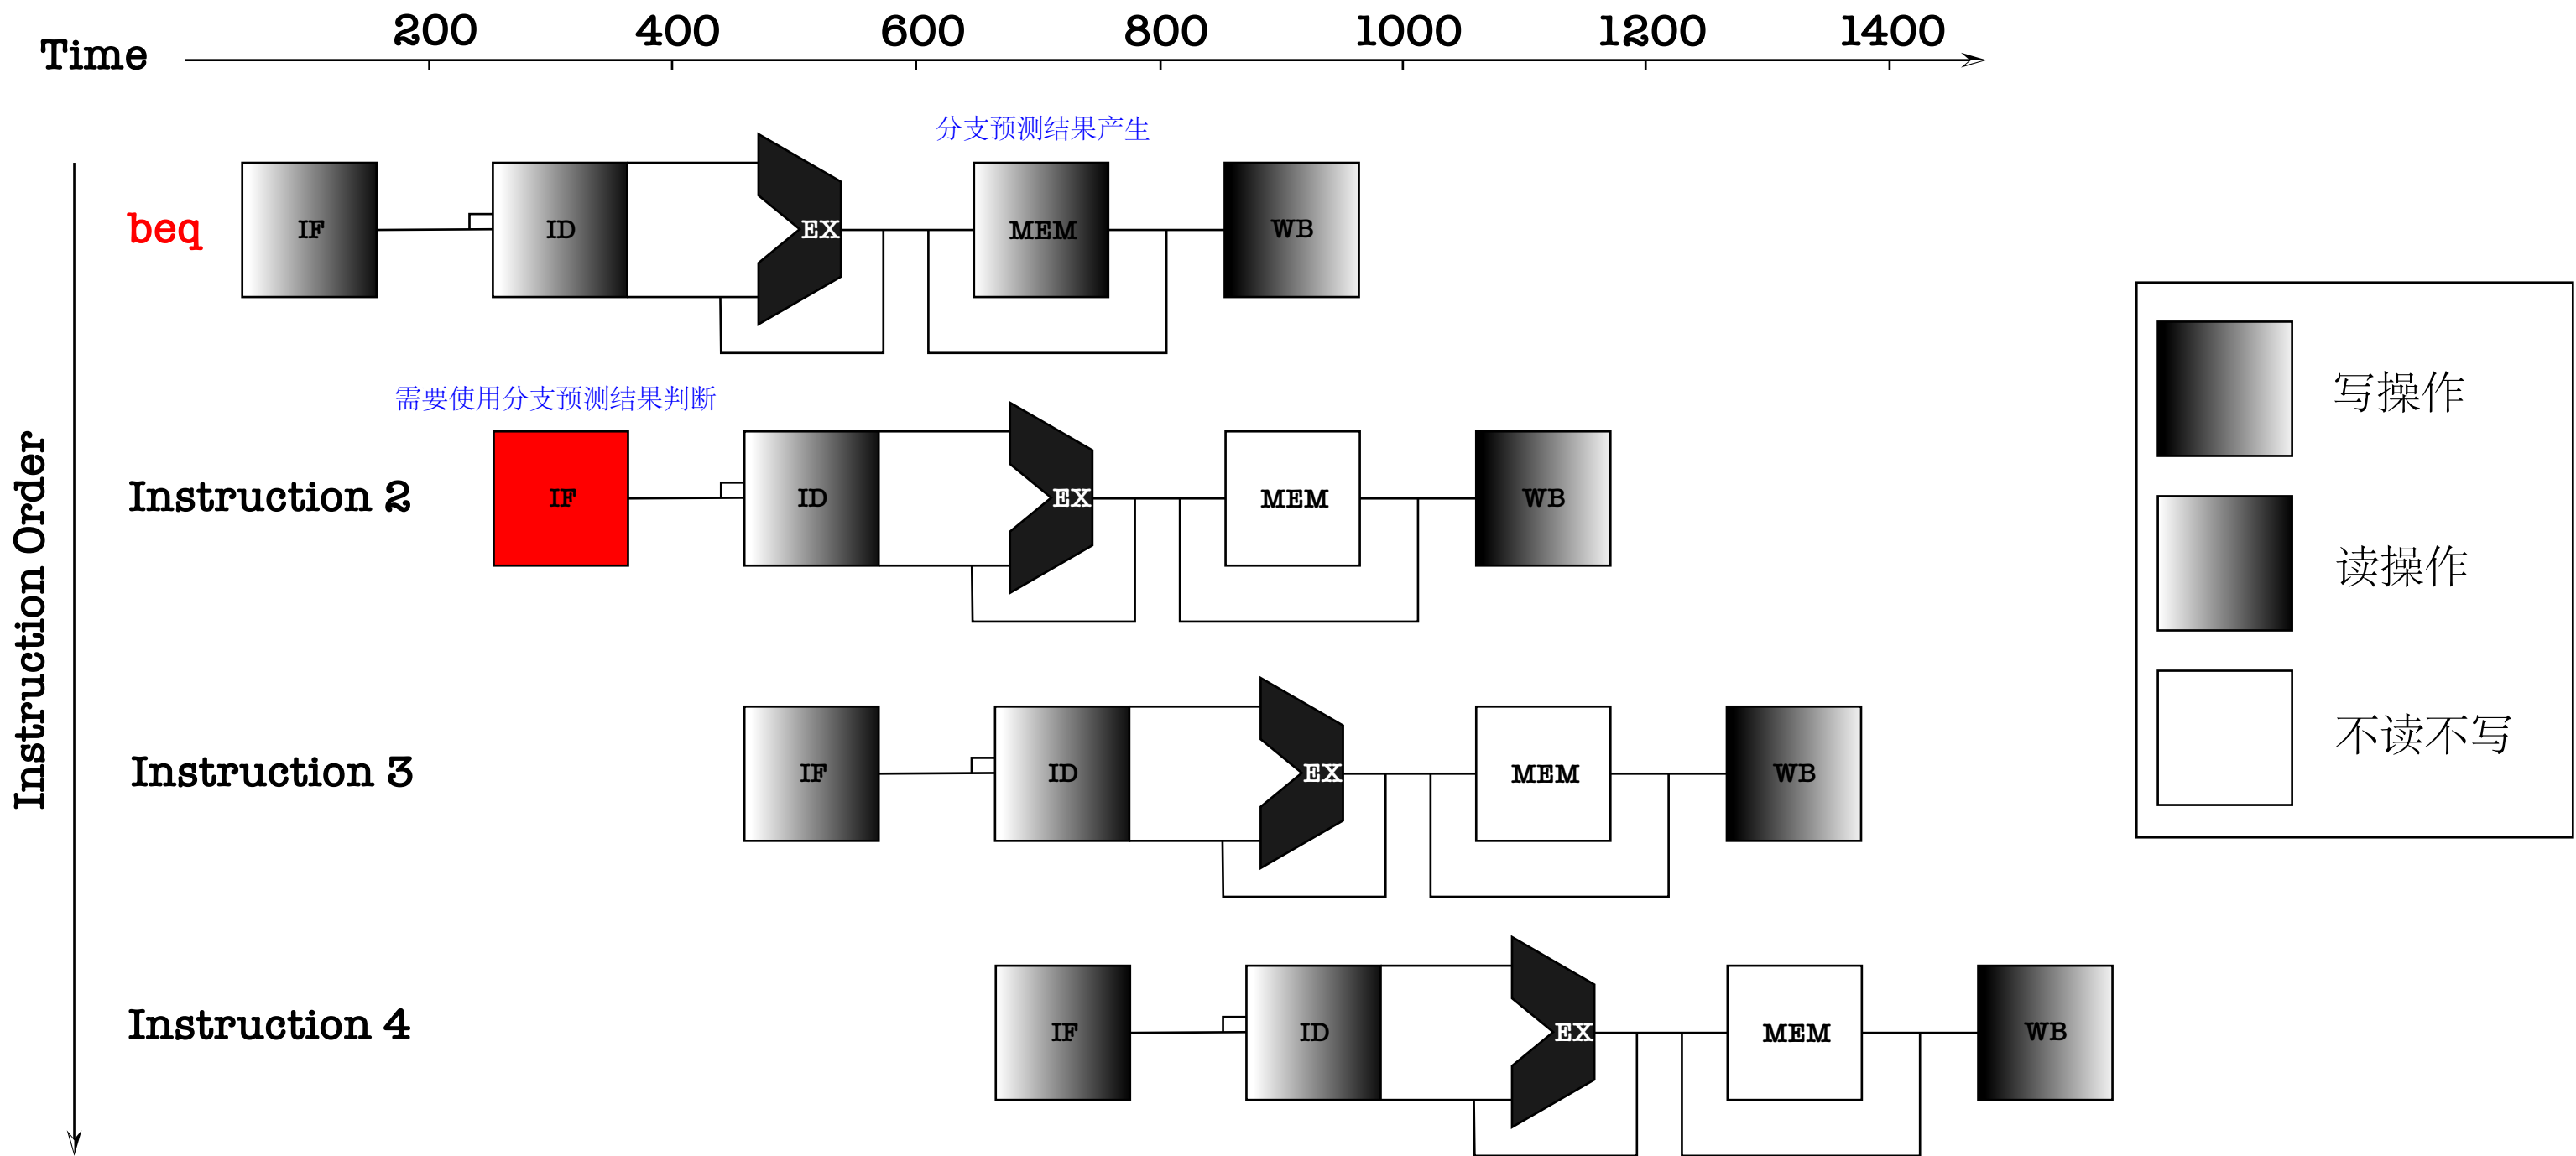 Time
200 400 600 800 1000 1200 1400
分支预测结果产生
beq
IF ID EX MEM WB
需要使用分支预测结果判断
Instruction 2
IF ID EX MEM WB
Instruction 3
IF ID EX MEM WB
Instruction 4
IF ID EX MEM WB
Instruction Order
写操作
读操作
不读不写